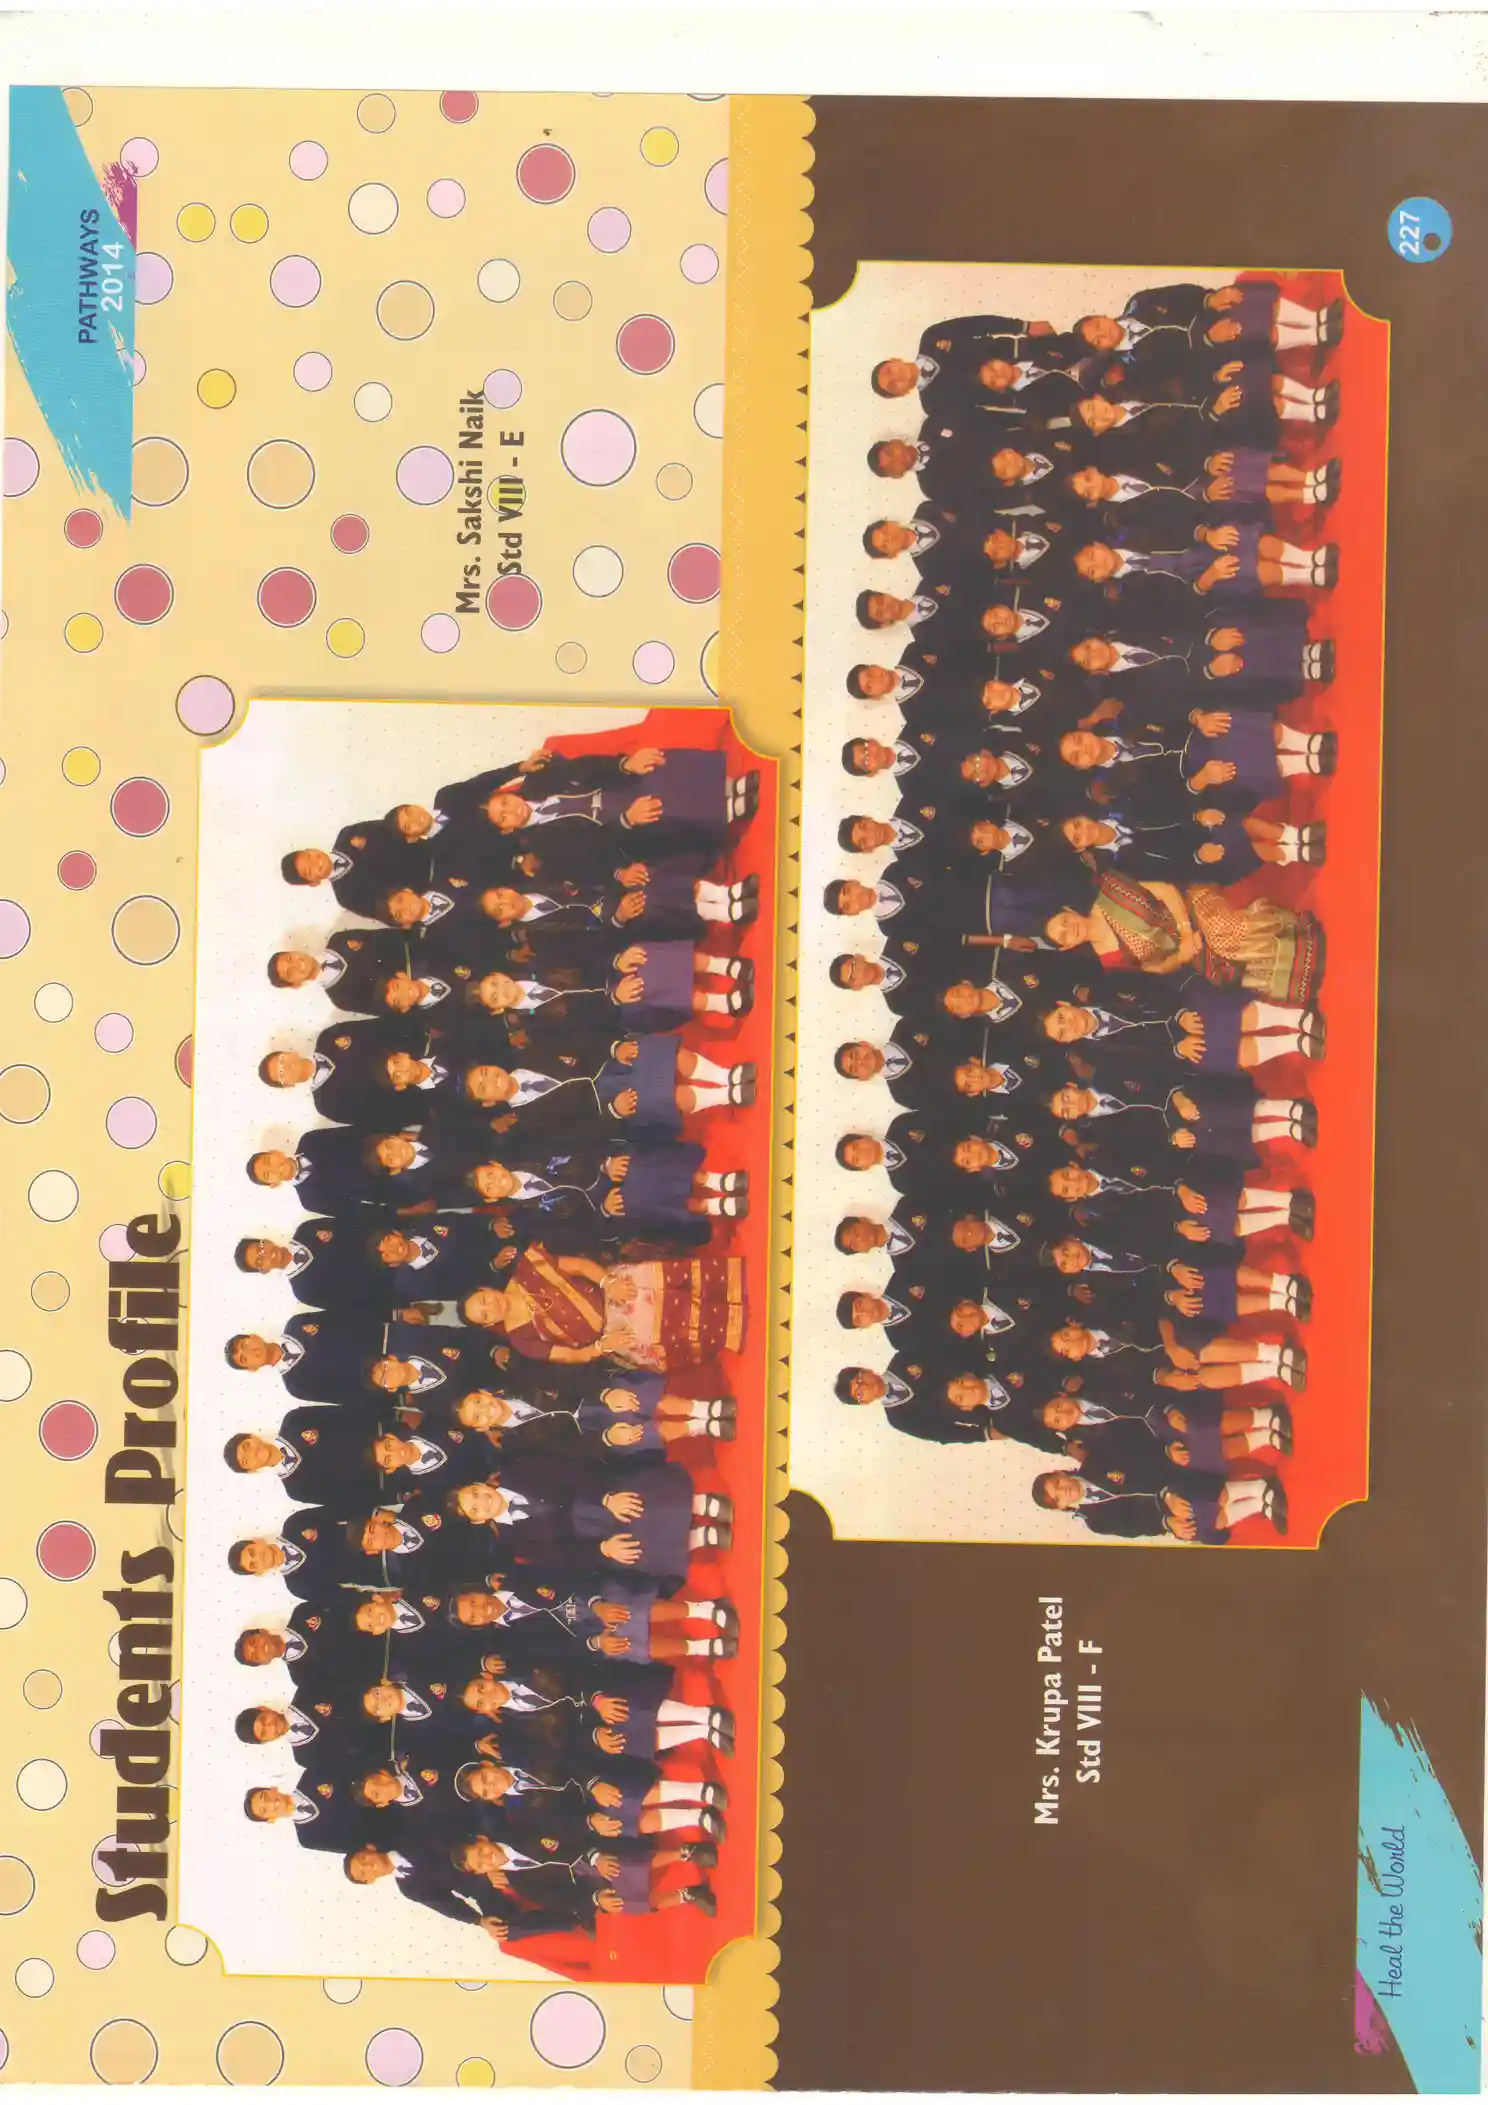 PATHWAYS
2014
Students Profile
Mrs. Sakshi Naik
Std VIII - E
Mrs. Krupa Patel
Std VIII - F
Heal the World
227